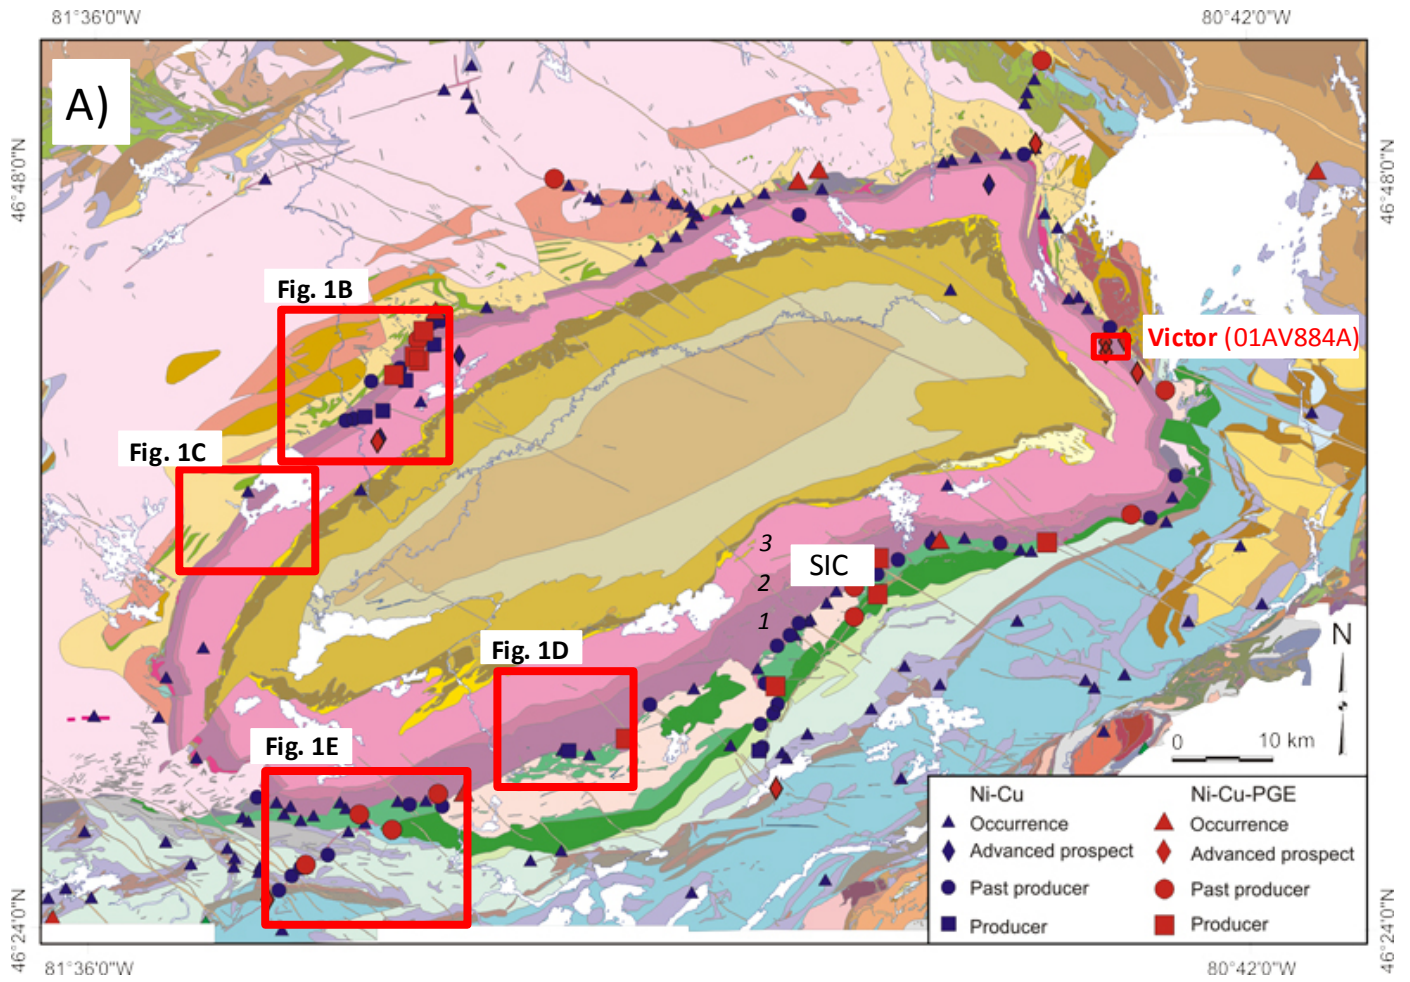 81°36'0"W
80°42'0"W
A)
46°48'0"N
46°48'0"N
Fig. 1B
Victor (01AV884A)
Fig. 1C
3
SIC
2
1
Fig. 1D
N
Fig. 1E
0 10 km
Ni-Cu Ni-Cu-PGE
Occurrence Occurrence
Advanced prospect Advanced prospect
Past producer Past producer
Producer Producer
46°24'0"N
46°24'0"N
81°36'0"W
80°42'0"W